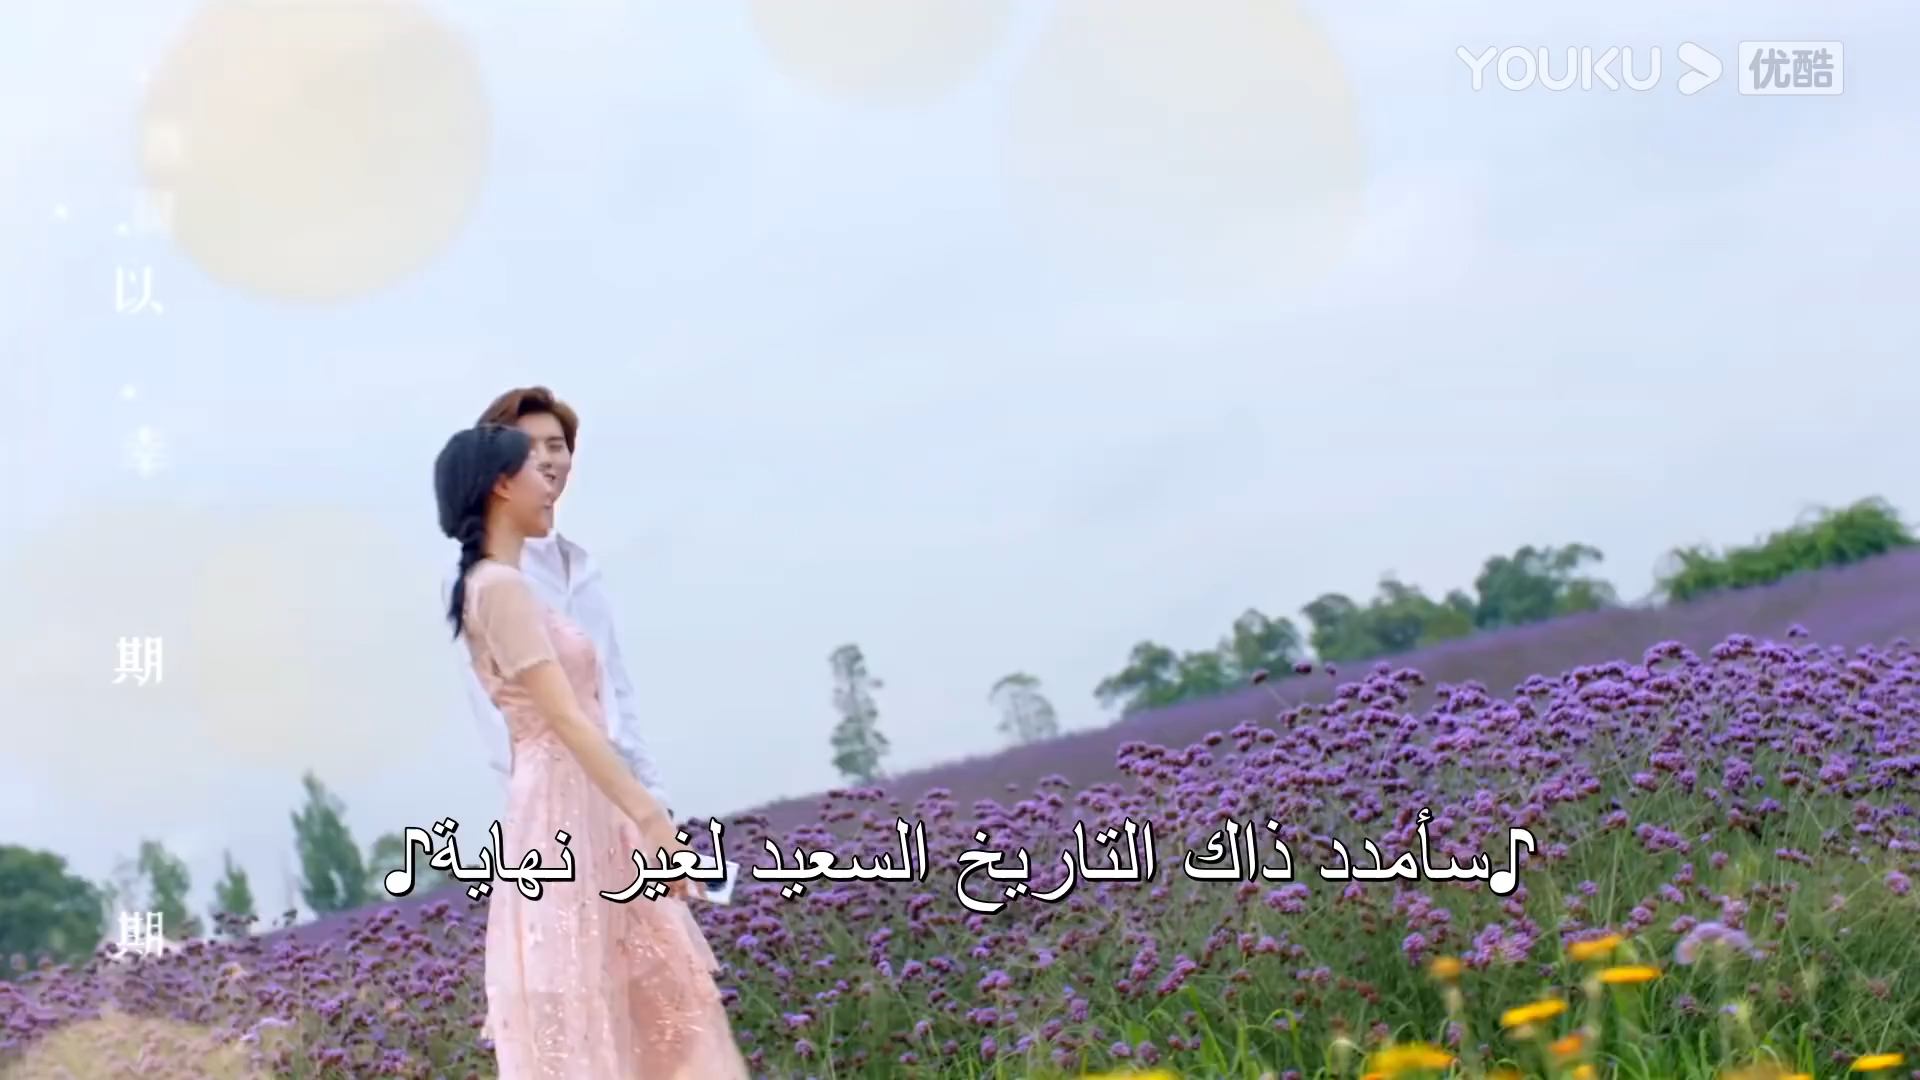 YOUKU 优酷
以
幸
期
期
♪سأمدد ذاك التاريخ السعيد لغير نهاية♪